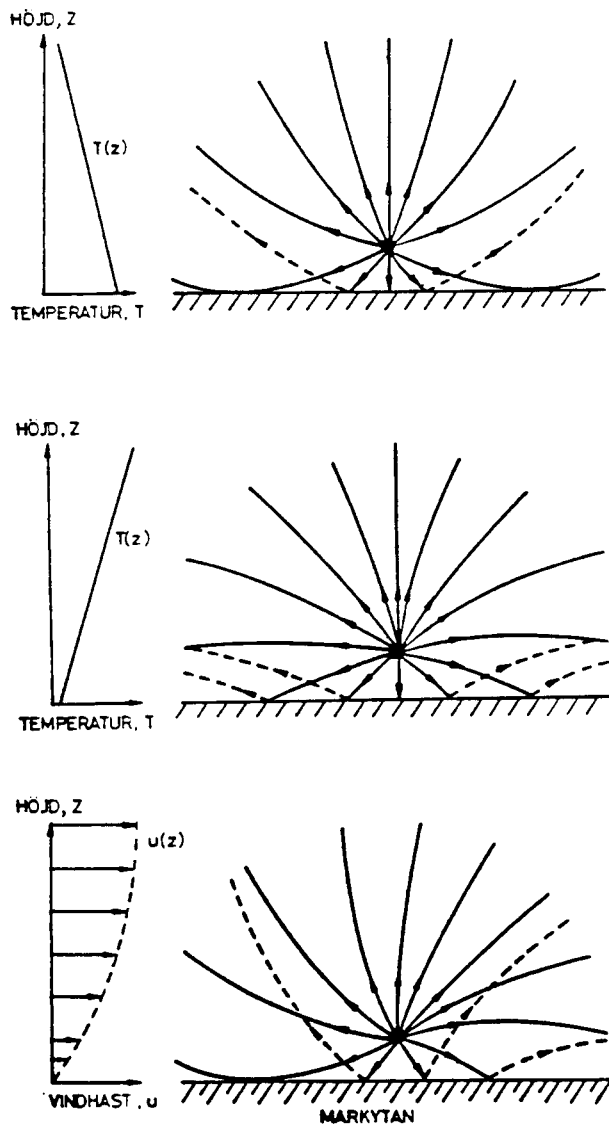 HÖJD, Z
T(z)
TEMPERATUR, T
HÖJD, Z
T(z)
TEMPERATUR, T
HÖJD, Z
u(z)
VINDHAST, u
MARKYTAN